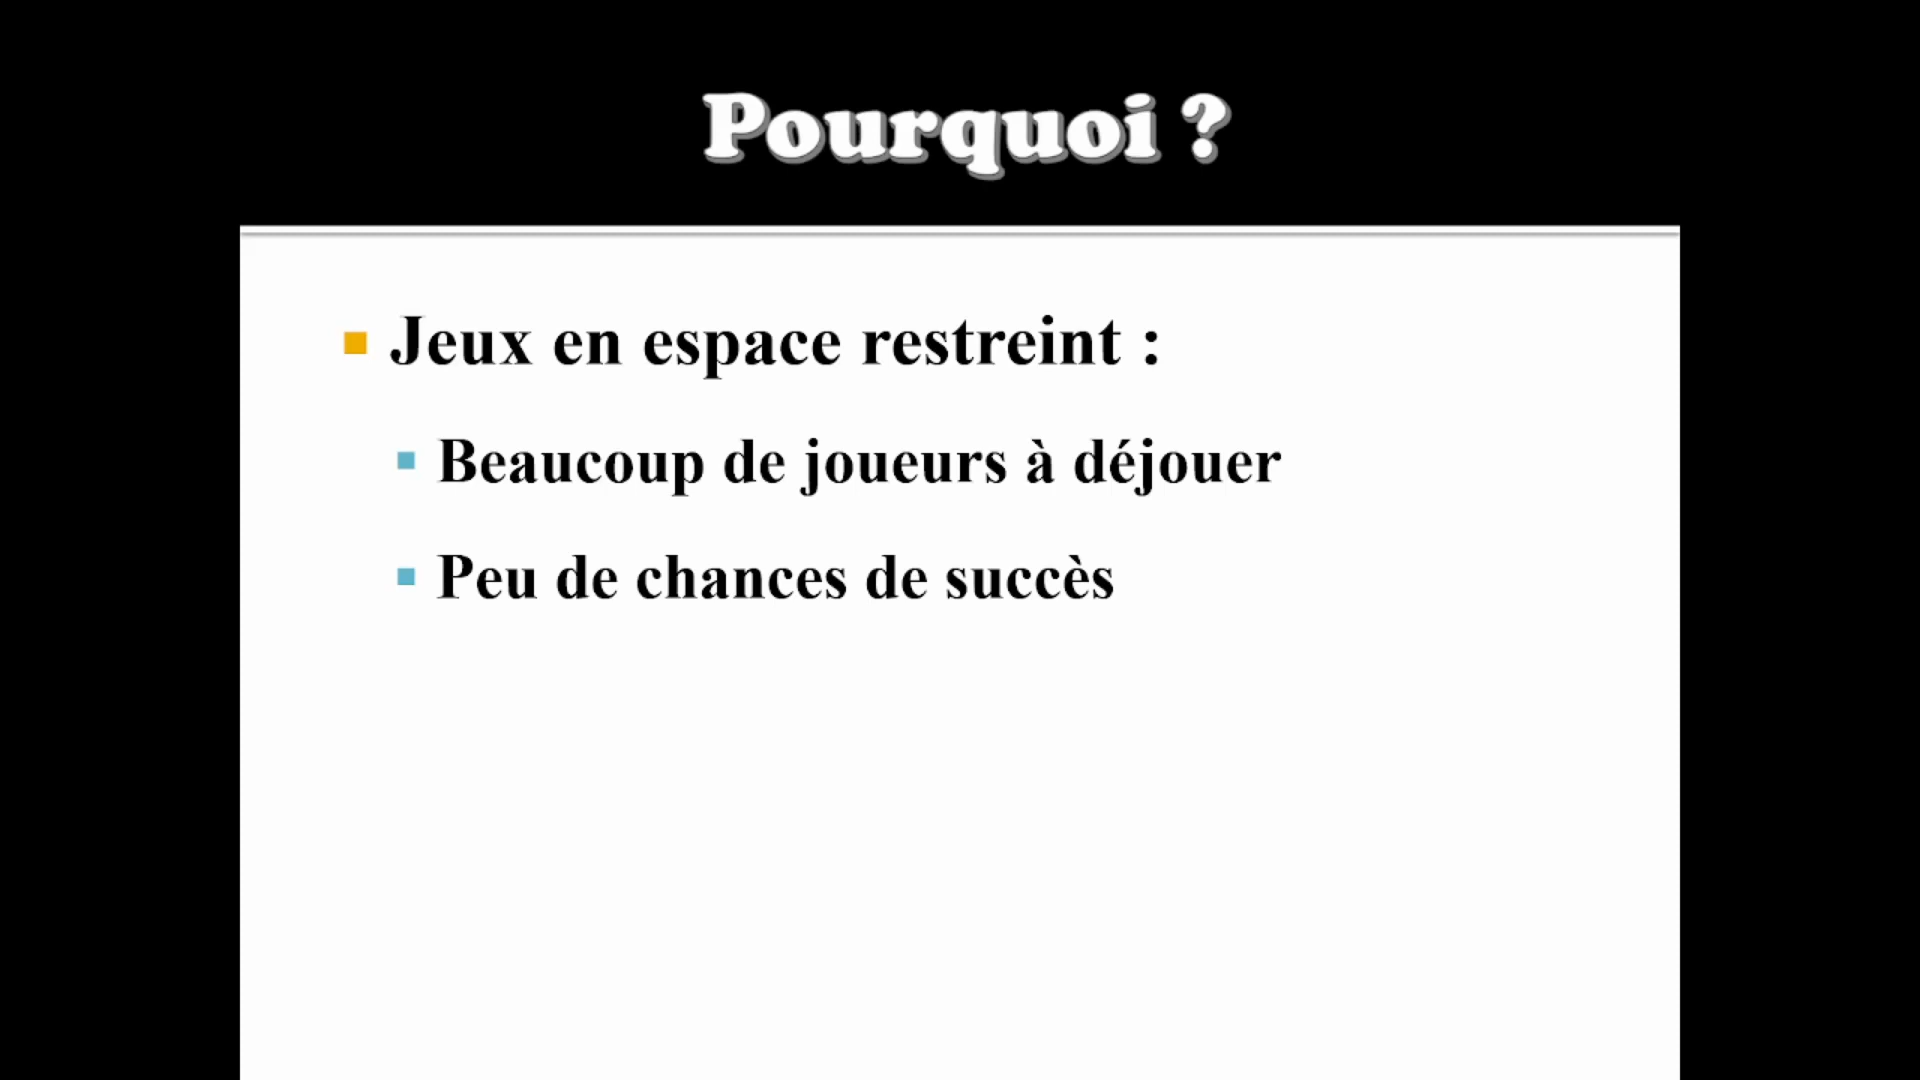 Pourquoi ?
Jeux en espace restreint :
Beaucoup de joueurs à déjouer
Peu de chances de succès